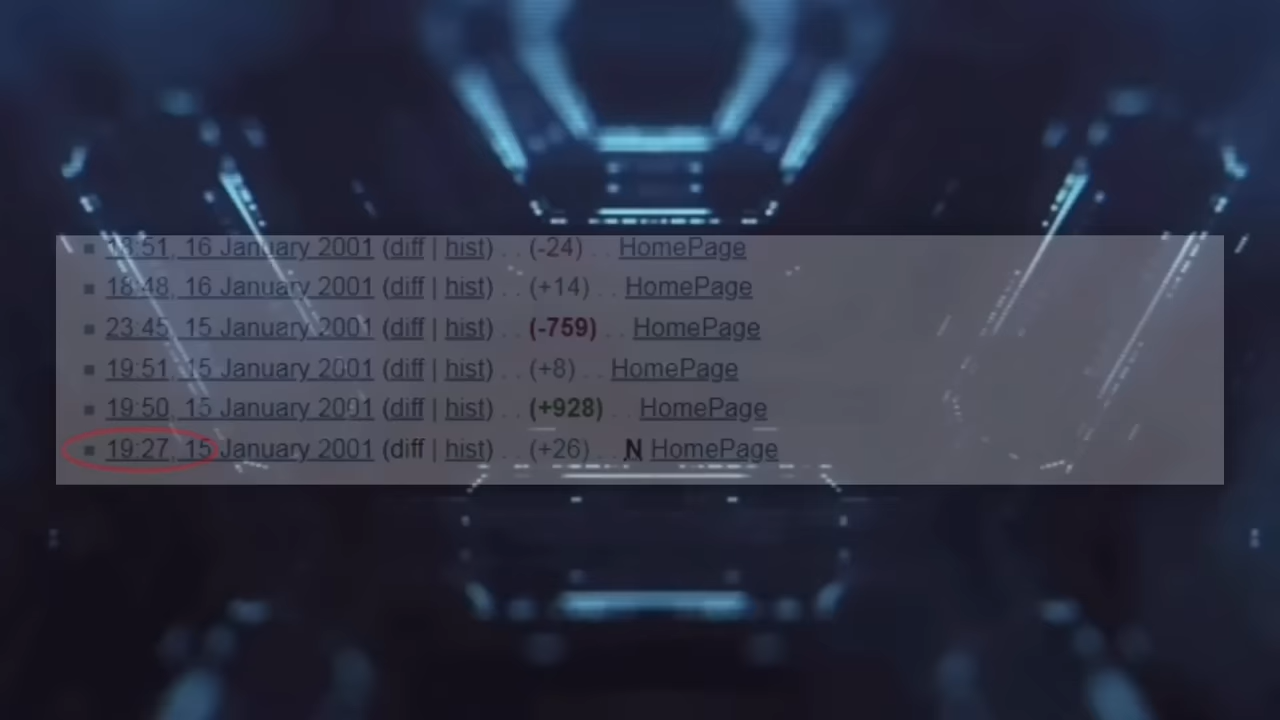 18:51, 16 January 2001 (diff | hist) . . (-24) . . HomePage
18:48, 16 January 2001 (diff | hist) . . (+14) . . HomePage
23:45, 15 January 2001 (diff | hist) . . (-759) . . HomePage
19:51, 15 January 2001 (diff | hist) . . (+8) . . HomePage
19:50, 15 January 2001 (diff | hist) . . (+928) . . HomePage
19:27, 15 January 2001 (diff | hist) . . (+26) . . N HomePage